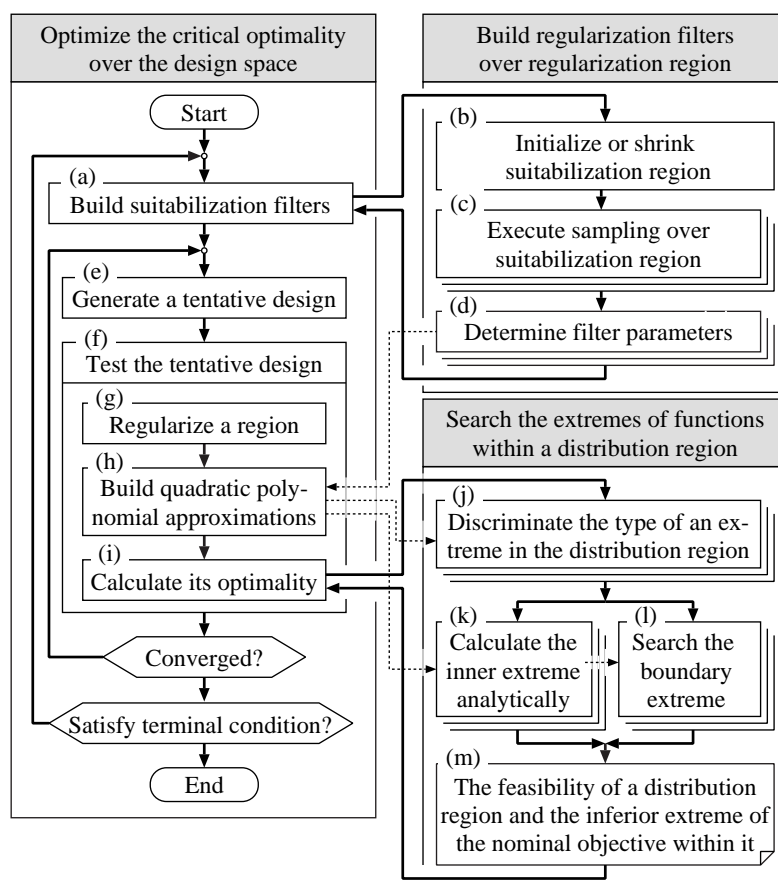 Optimize the critical optimality
over the design space
Start
(a)
Build suitabilization filters
(e)
Generate a tentative design
(f)
Test the tentative design
(g)
Regularize a region
(h)
Build quadratic poly-
nomial approximations
(i)
Calculate its optimality
Converged?
Satisfy terminal condition?
End
Build regularization filters
over regularization region
(b)
Initialize or shrink
suitabilization region
(c)
Execute sampling over
suitabilization region
(d)
Determine filter parameters
Search the extremes of functions
within a distribution region
(j)
Discriminate the type of an ex-
treme in the distribution region
(k)
Calculate the
inner extreme
analytically
(l)
Search the
boundary
extreme
(m)
The feasibility of a distribution
region and the inferior extreme of
the nominal objective within it